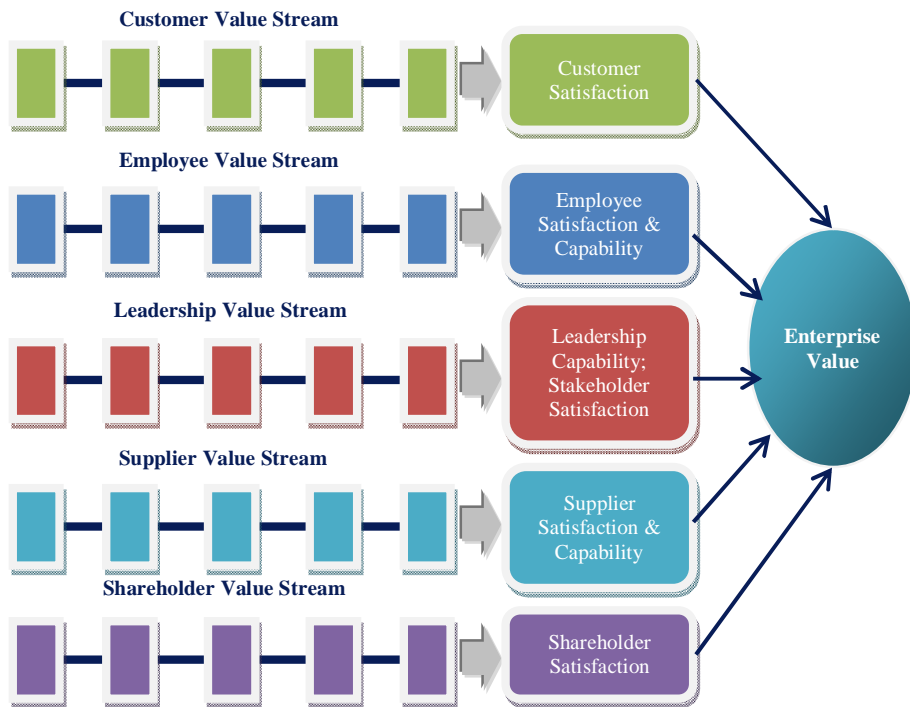 Customer Value Stream
Customer
Satisfaction
Employee Value Stream
Employee
Satisfaction &
Capability
Leadership Value Stream
Leadership
Capability;
Stakeholder
Satisfaction
Enterprise
Value
Supplier Value Stream
Supplier
Satisfaction &
Capability
Shareholder Value Stream
Shareholder
Satisfaction